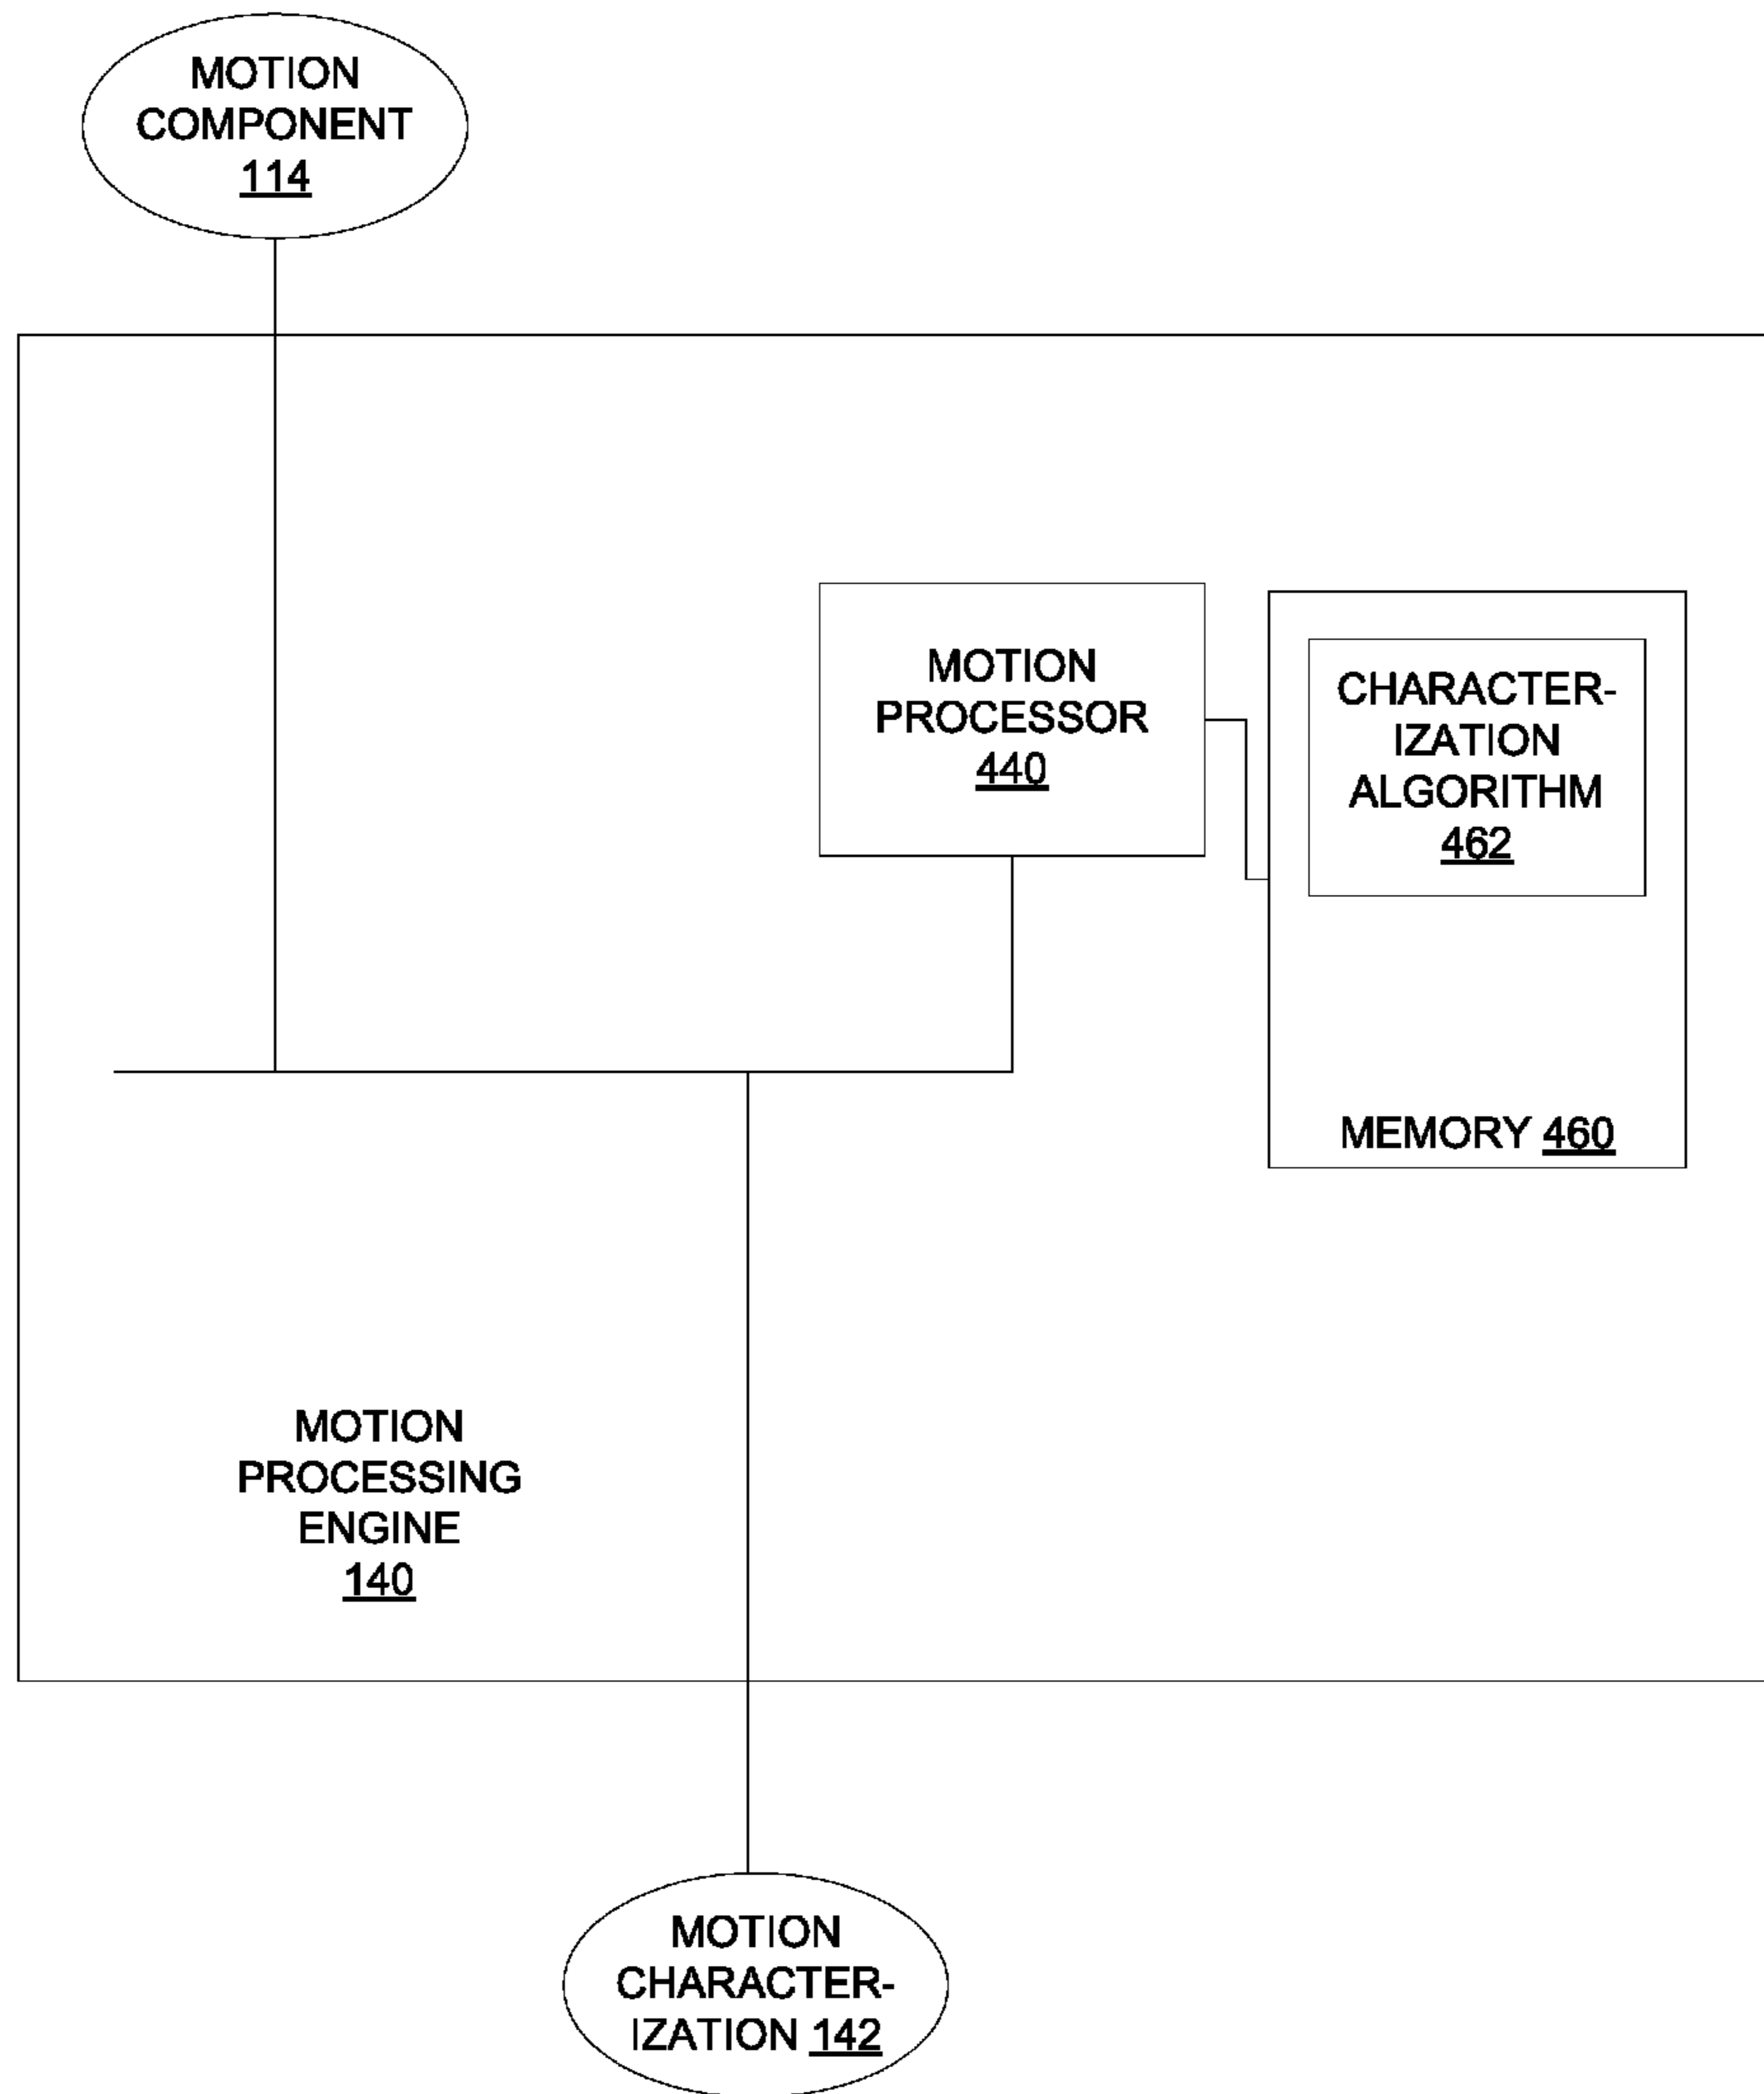 MOTION
COMPONENT
114
MOTION
PROCESSOR
440
CHARACTER-
IZATION
ALGORITHM
462
MEMORY 460
MOTION
PROCESSING
ENGINE
140
MOTION
CHARACTER-
IZATION 142